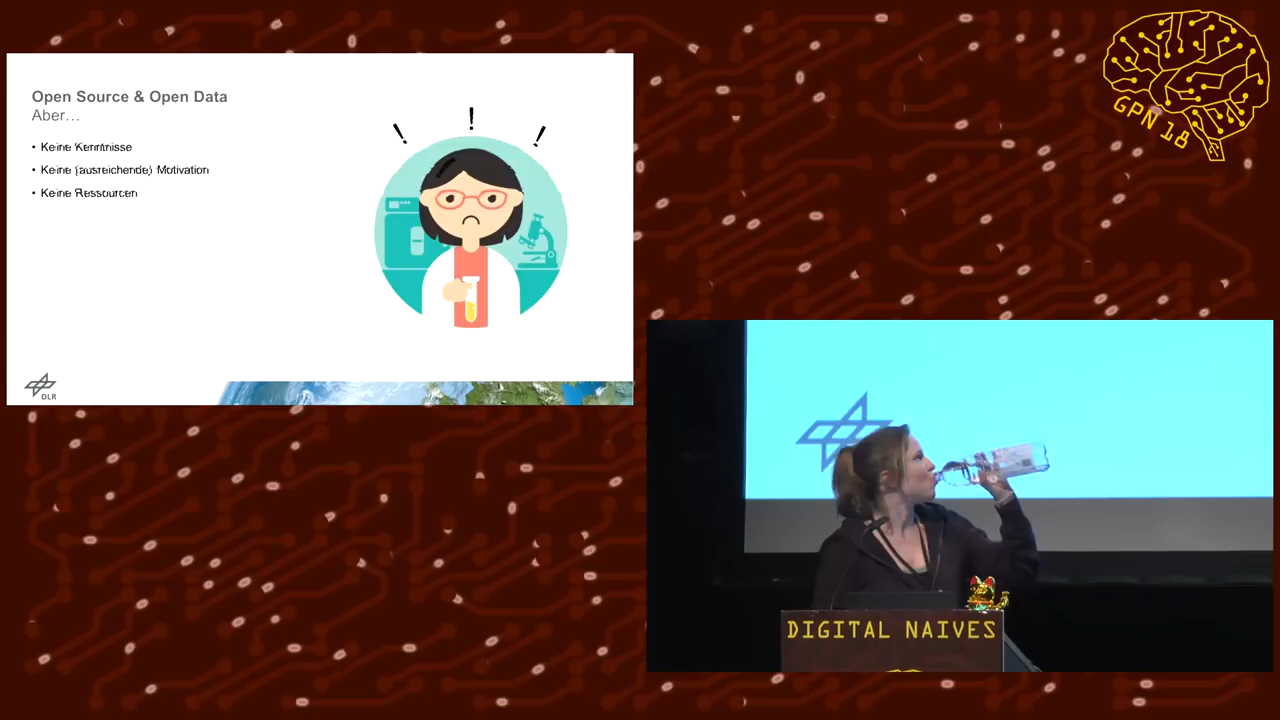 Open Source & Open Data
Aber...
• Keine Kenntnisse
• Keine (ausreichende) Motivation
• Keine Ressourcen
! ! !
DLR
GPN 18
DIGITAL NAIVES